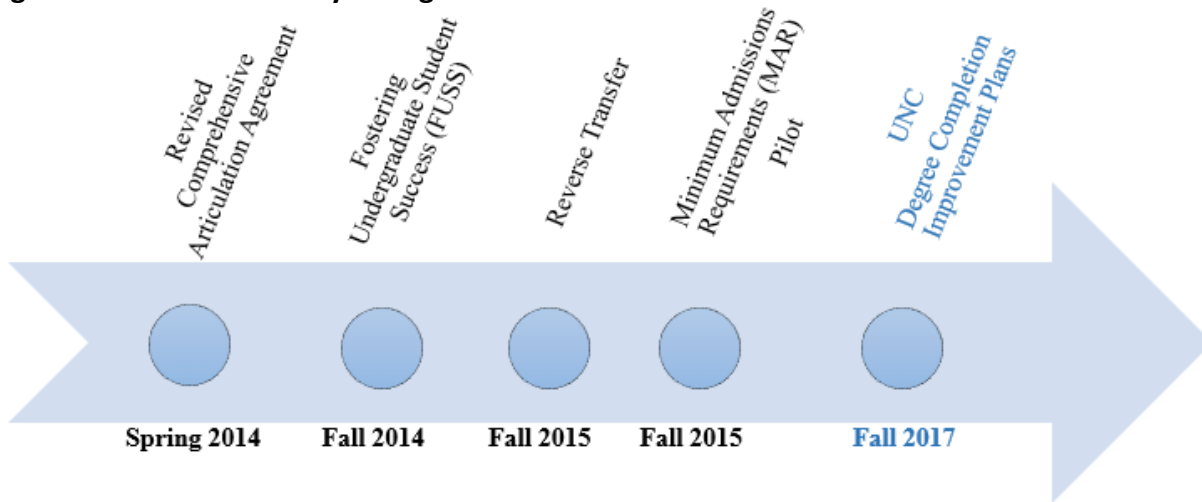 Revised
Comprehensive
Articulation Agreement
Fostering
Undergraduate Student
Success (FUSS)
Reverse Transfer
Minimum Admissions
Requirements (MAR)
Pilot
UNC
Degree Completion
Improvement Plans
Spring 2014
Fall 2014
Fall 2015
Fall 2015
Fall 2017